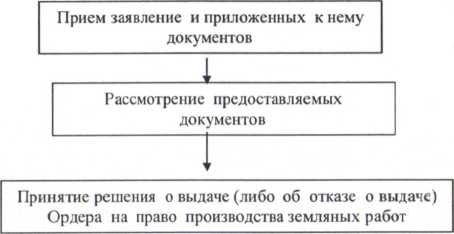 Прием заявление и приложенных к нему
документов
Рассмотрение предоставляемых
документов
Принятие решения о выдаче (либо об отказе о выдаче)
Ордера на право производства земляных работ